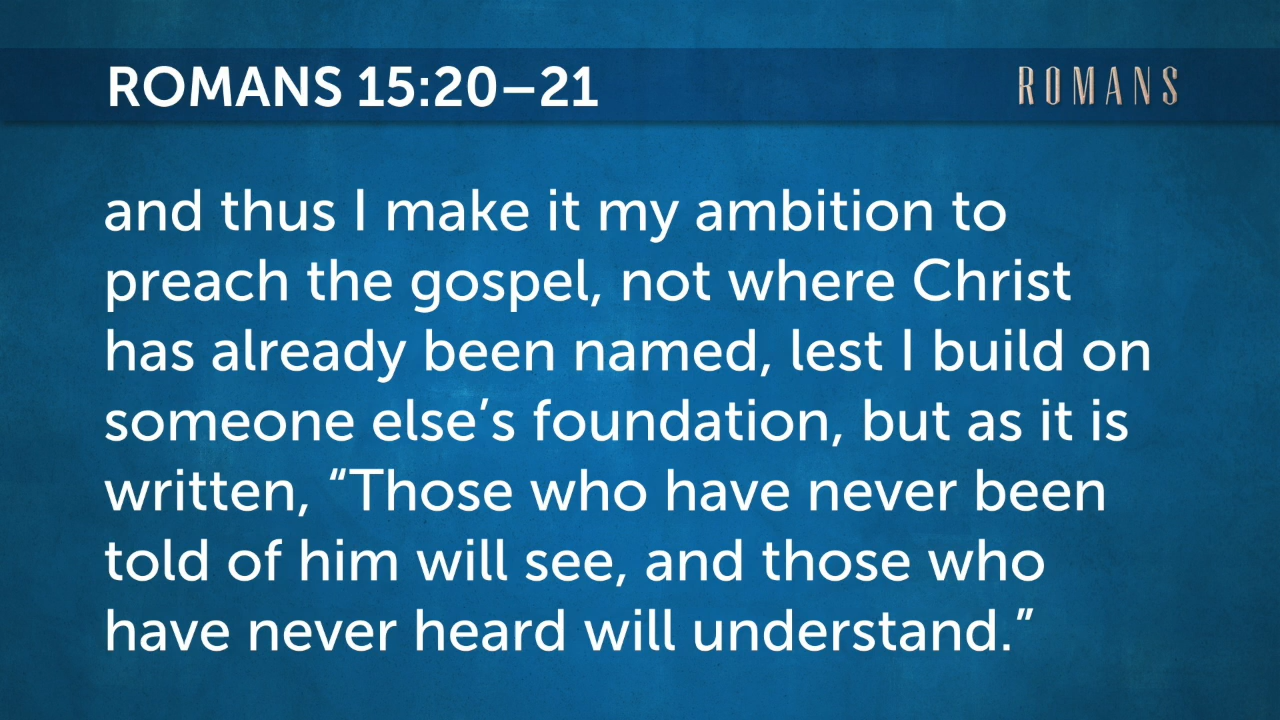 ROMANS 15:20–21
ROMANS
and thus I make it my ambition to
preach the gospel, not where Christ
has already been named, lest I build on
someone else’s foundation, but as it is
written, “Those who have never been
told of him will see, and those who
have never heard will understand.”